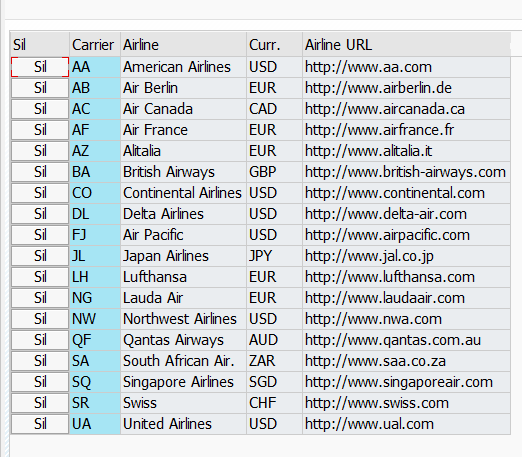 Sil Carrier Airline Curr. Airline URL
Sil AA American Airlines USD http://www.aa.com
Sil AB Air Berlin EUR http://www.airberlin.de
Sil AC Air Canada CAD http://www.aircanada.ca
Sil AF Air France EUR http://www.airfrance.fr
Sil AZ Alitalia EUR http://www.alitalia.it
Sil BA British Airways GBP http://www.british-airways.com
Sil CO Continental Airlines USD http://www.continental.com
Sil DL Delta Airlines USD http://www.delta-air.com
Sil FJ Air Pacific USD http://www.airpacific.com
Sil JL Japan Airlines JPY http://www.jal.co.jp
Sil LH Lufthansa EUR http://www.lufthansa.com
Sil NG Lauda Air EUR http://www.laudaair.com
Sil NW Northwest Airlines USD http://www.nwa.com
Sil QF Qantas Airways AUD http://www.qantas.com.au
Sil SA South African Air. ZAR http://www.saa.co.za
Sil SQ Singapore Airlines SGD http://www.singaporeair.com
Sil SR Swiss CHF http://www.swiss.com
Sil UA United Airlines USD http://www.ual.com